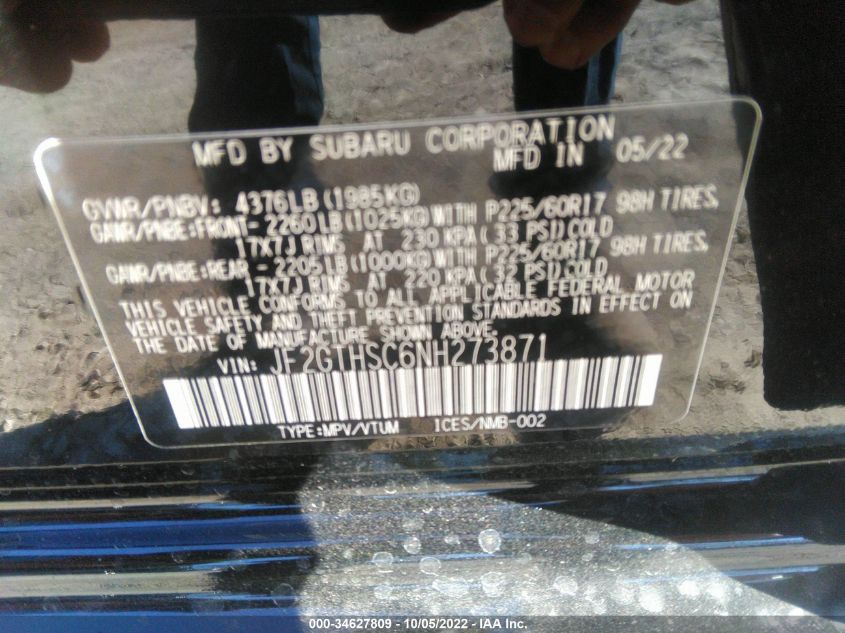 MFD BY SUBARU CORPORATION
MFD IN 05/22
GVWR/PNBV: 4376LB(1985KG)
GAWR/PNBE:FRONT- 2260LB(1025KG)WITH P225/60R17 98H TIRES,
17X7J RIMS AT 230 KPA( 33 PSI)COLD
GAWR/PNBE:REAR - 2205LB(1000KG)WITH P225/60R17 98H TIRES,
17X7J RIMS AT 220 KPA( 32 PSI)COLD
THIS VEHICLE CONFORMS TO ALL APPLICABLE FEDERAL MOTOR
VEHICLE SAFETY AND THEFT PREVENTION STANDARDS IN EFFECT ON
THE DATE OF MANUFACTURE SHOWN ABOVE.
VIN: JF2GTHSC6NH273871
TYPE:MPV/VTUM ICES/NMB-002
000-34627809 - 10/05/2022 - IAA Inc.